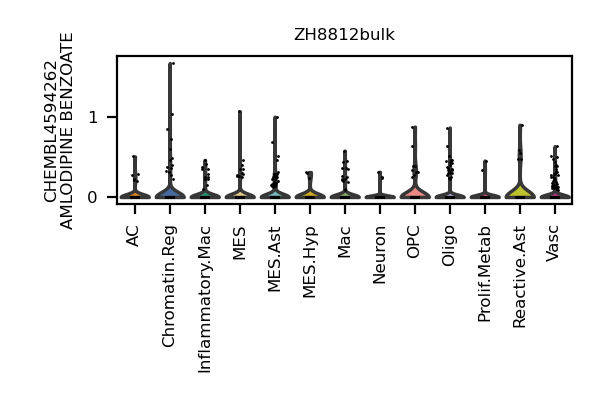 ZH8812bulk
CHEMBL4594262
AMLODIPINE BENZOATE
1
0
AC
Chromatin.Reg
Inflammatory.Mac
MES
MES.Ast
MES.Hyp
Mac
Neuron
OPC
Oligo
Prolif.Metab
Reactive.Ast
Vasc